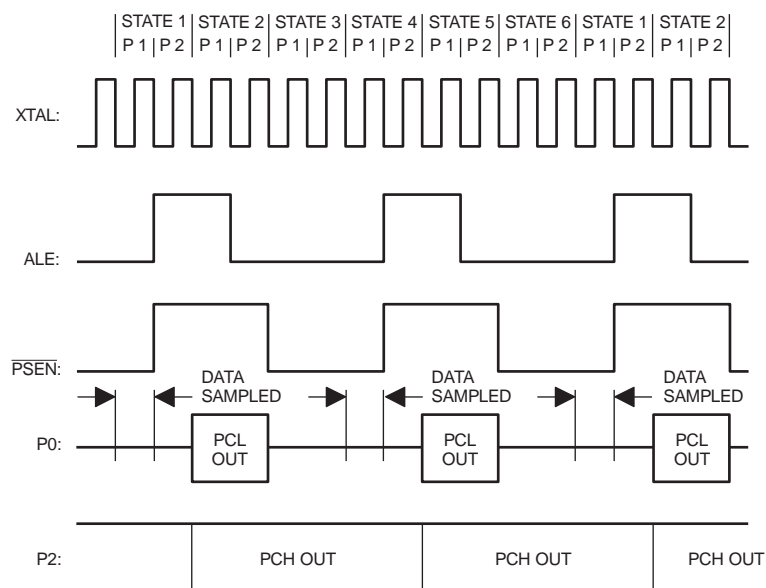 STATE 1 STATE 2 STATE 3 STATE 4 STATE 5 STATE 6 STATE 1 STATE 2
P 1 P 2 P 1 P 2 P 1 P 2 P 1 P 2 P 1 P 2 P 1 P 2 P 1 P 2 P 1 P 2
XTAL:
ALE:
PSEN:
DATA SAMPLED
DATA SAMPLED
DATA SAMPLED
P0:
PCL OUT
PCL OUT
PCL OUT
P2:
PCH OUT
PCH OUT
PCH OUT